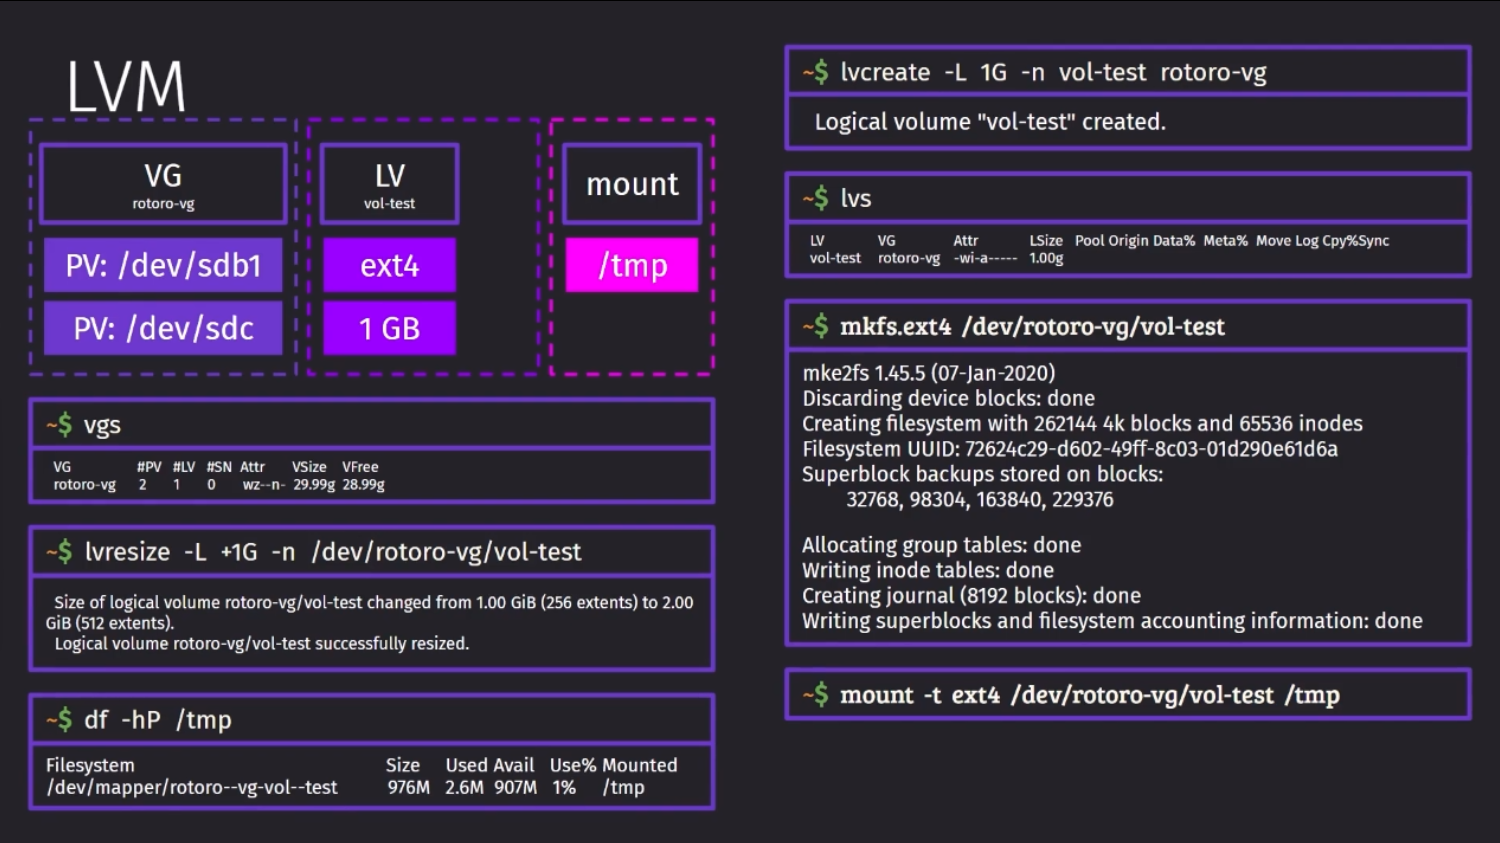 LVM
VG
rotoro-vg
PV: /dev/sdb1
PV: /dev/sdc
LV
vol-test
ext4
1 GB
mount
/tmp
~$ vgs
VG #PV #LV #SN Attr VSize VFree
rotoro-vg 2 1 0 wz--n- 29.99g 28.99g
~$ lvresize -L +1G -n /dev/rotoro-vg/vol-test
Size of logical volume rotoro-vg/vol-test changed from 1.00 GiB (256 extents) to 2.00
GiB (512 extents).
Logical volume rotoro-vg/vol-test successfully resized.
~$ df -hP /tmp
Filesystem Size Used Avail Use% Mounted
/dev/mapper/rotoro--vg-vol--test 976M 2.6M 907M 1% /tmp
~$ lvcreate -L 1G -n vol-test rotoro-vg
Logical volume "vol-test" created.
~$ lvs
LV VG Attr LSize Pool Origin Data% Meta% Move Log Cpy%Sync
vol-test rotoro-vg -wi-a----- 1.00g
~$ mkfs.ext4 /dev/rotoro-vg/vol-test
mke2fs 1.45.5 (07-Jan-2020)
Discarding device blocks: done
Creating filesystem with 262144 4k blocks and 65536 inodes
Filesystem UUID: 72624c29-d602-49ff-8c03-01d290e61d6a
Superblock backups stored on blocks:
32768, 98304, 163840, 229376
Allocating group tables: done
Writing inode tables: done
Creating journal (8192 blocks): done
Writing superblocks and filesystem accounting information: done
~$ mount -t ext4 /dev/rotoro-vg/vol-test /tmp